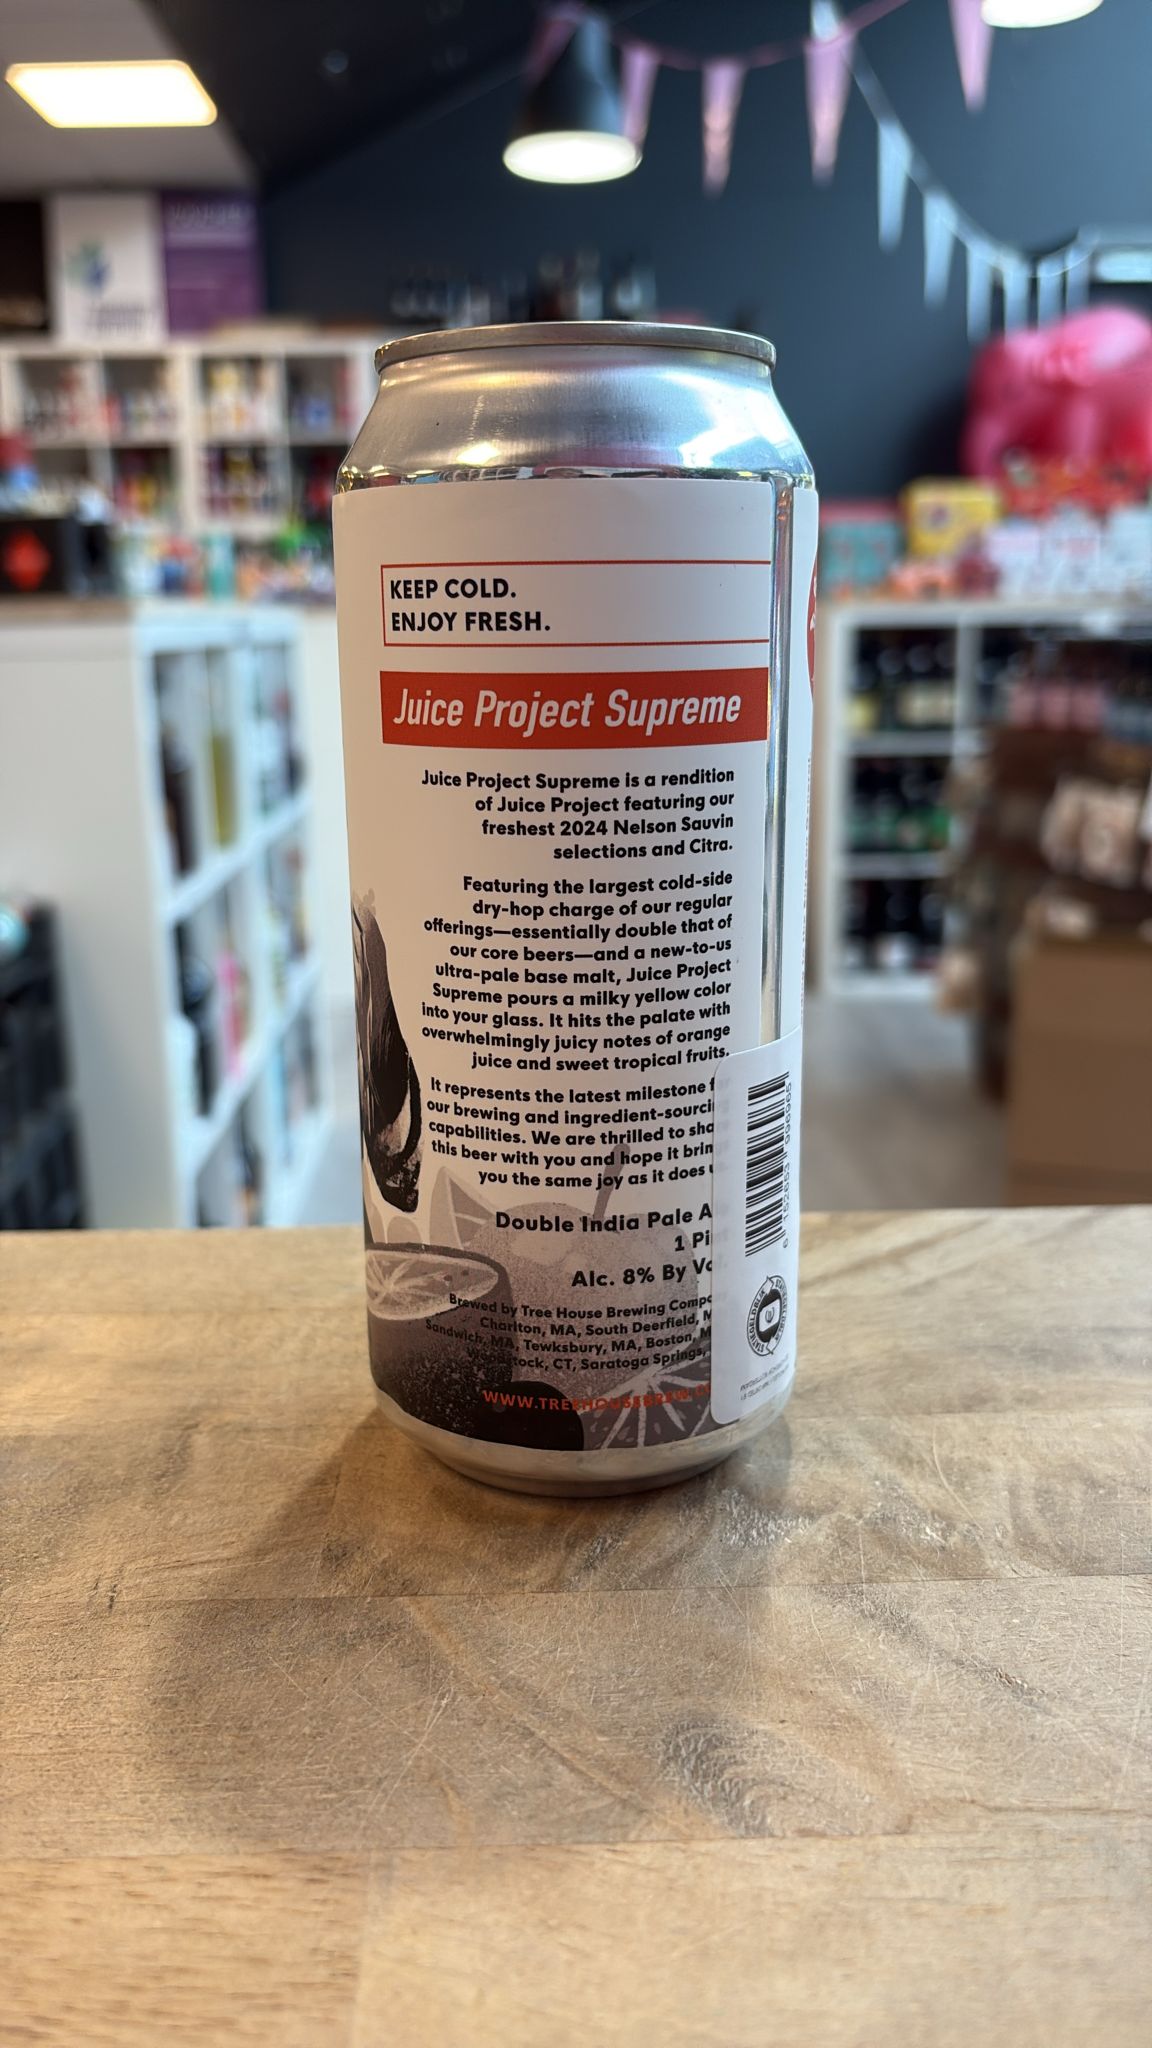 KEEP COLD.
ENJOY FRESH.
Juice Project Supreme
Juice Project Supreme is a rendition
of Juice Project featuring our
freshest 2024 Nelson Sauvin
selections and Citra.
Featuring the largest cold-side
dry-hop charge of our regular
offerings—essentially double that of
our core beers—and a new-to-us
ultra-pale base malt, Juice Project
Supreme pours a milky yellow color
into your glass. It hits the palate with
overwhelmingly juicy notes of orange
juice and sweet tropical fruits.
It represents the latest milestone
our brewing and
capabilities. We are thrilled to
this beer with you and hope it
you the same joy as it does
Double India Pale
1
Alc. 8% By
Brewed by Tree House Brewing
Charlton, MA, South Deerfield,
Sandwich, MA, Tewksbury, MA, Boston,
CT, Saratoga Springs,
WWW.TREEHOUSEBREW.
6 152653 996965